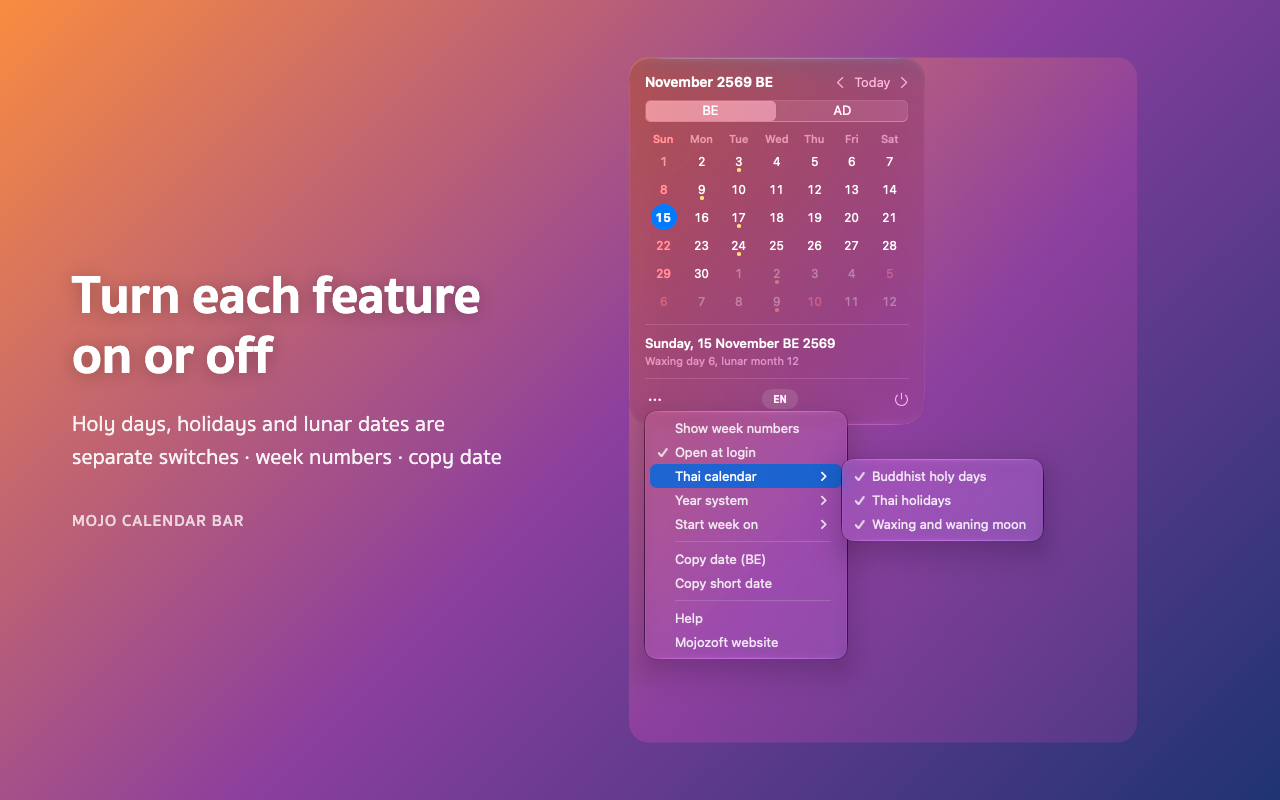 Turn each feature
on or off
Holy days, holidays and lunar dates are
separate switches · week numbers · copy date
MOJO CALENDAR BAR
November 2569 BE Today
BE AD
Sun Mon Tue Wed Thu Fri Sat
1 2 3 4 5 6 7
8 9 10 11 12 13 14
15 16 17 18 19 20 21
22 23 24 25 26 27 28
29 30 1 2 3 4 5
6 7 8 9 10 11 12
Sunday, 15 November BE 2569
Waxing day 6, lunar month 12
... EN
Show week numbers
Open at login
Thai calendar
Year system
Start week on
Copy date (BE)
Copy short date
Help
Mojozoft website
Buddhist holy days
Thai holidays
Waxing and waning moon